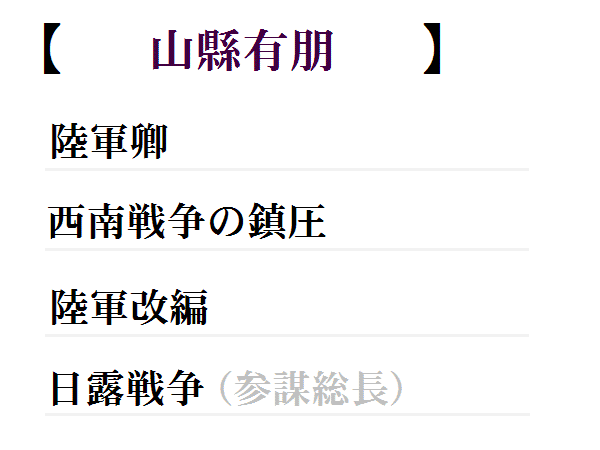 【　　山縣有朋　　】
陸軍卿
西南戦争の鎮圧
陸軍改編
日露戦争（参謀総長）